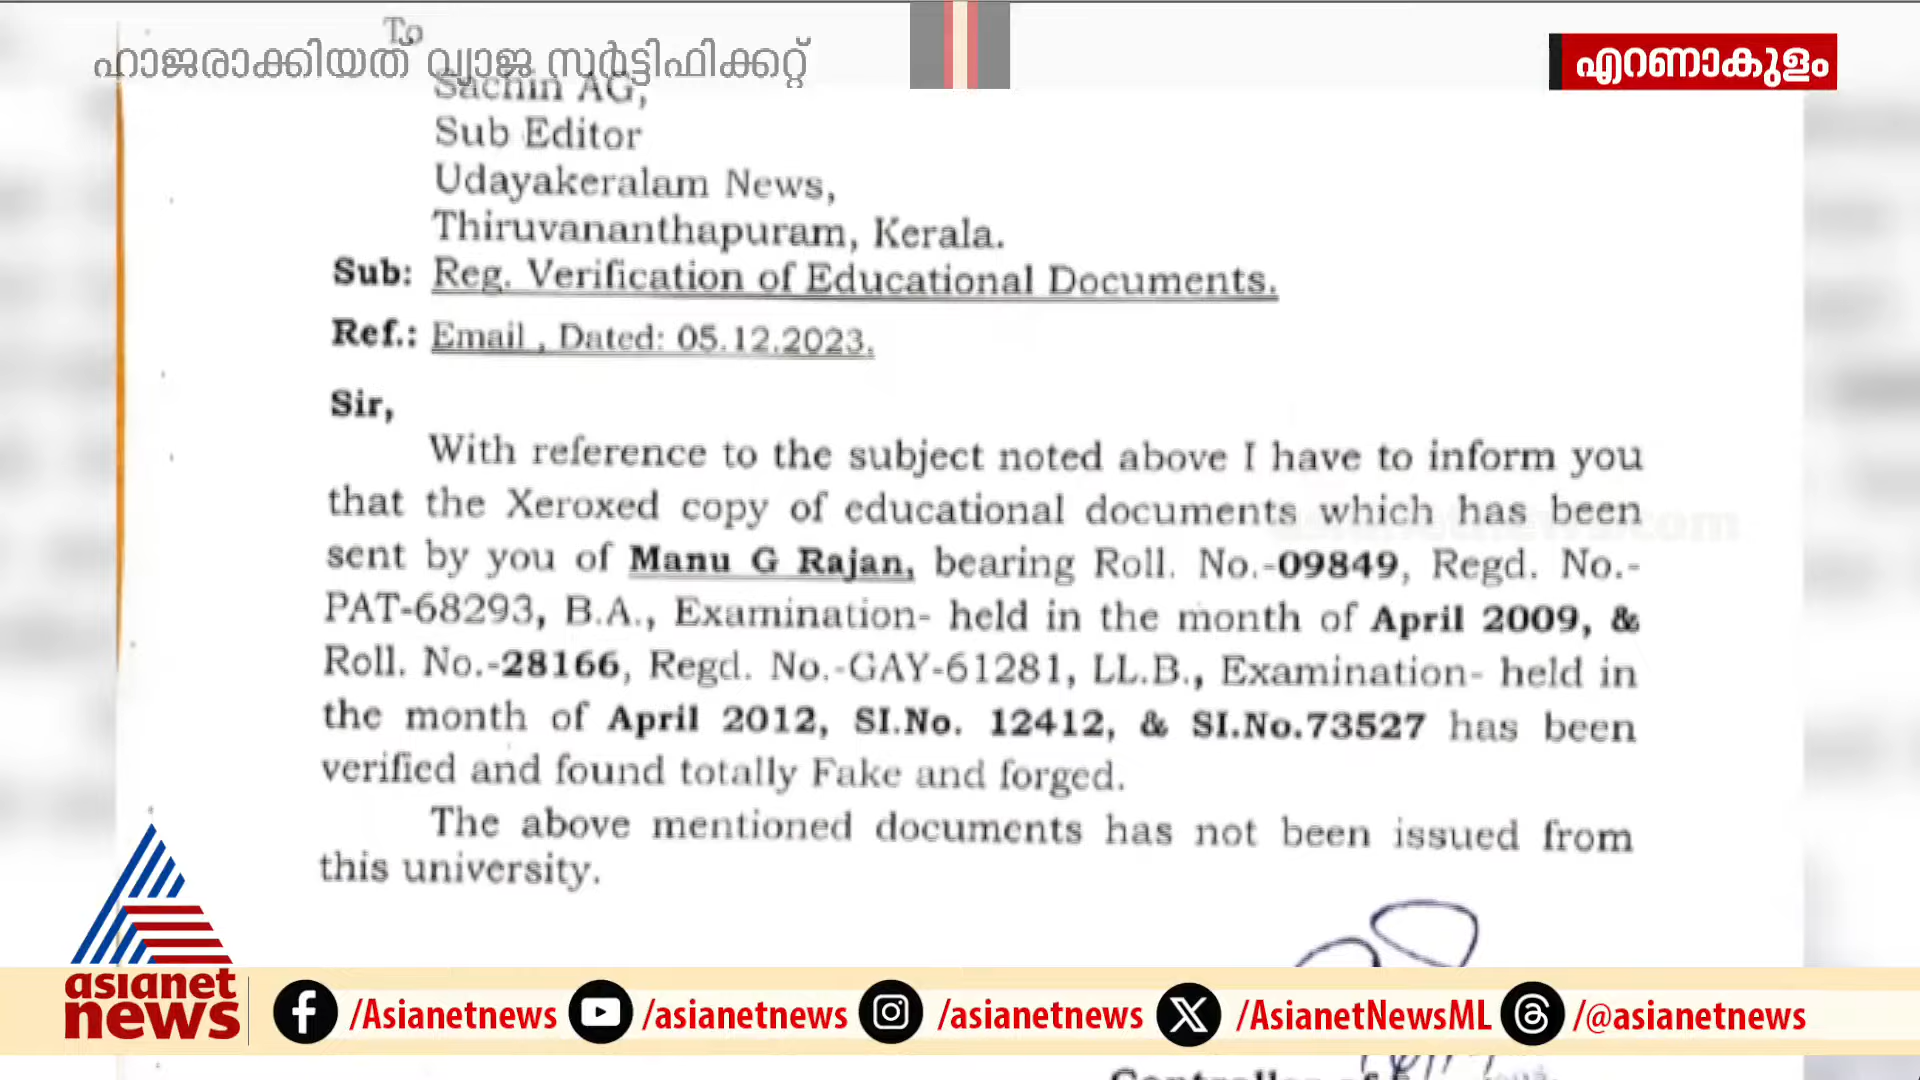 To
ഹാജരാക്കിയത് വ്യാജ സർട്ടിഫിക്കറ്റ്
എറണാകുളം
Sachin AG,
Sub Editor
Udayakeralam News,
Thiruvananthapuram, Kerala.
Sub: Reg. Verification of Educational Documents.
Ref.: Email , Dated: 05.12.2023.
Sir,
With reference to the subject noted above I have to inform you
that the Xeroxed copy of educational documents which has been
sent by you of Manu G Rajan, bearing Roll. No.-09849, Regd. No.-
PAT-68293, B.A., Examination- held in the month of April 2009, &
Roll. No.-28166, Regd. No.-GAY-61281, LL.B., Examination- held in
the month of April 2012, SI.No. 12412, & SI.No.73527 has been
verified and found totally Fake and forged.
The above mentioned documents has not been issued from
this university.
asianetnews.com
asianet
news
/Asianetnews
/asianetnews
/asianetnews
/AsianetNewsML
/@asianetnews